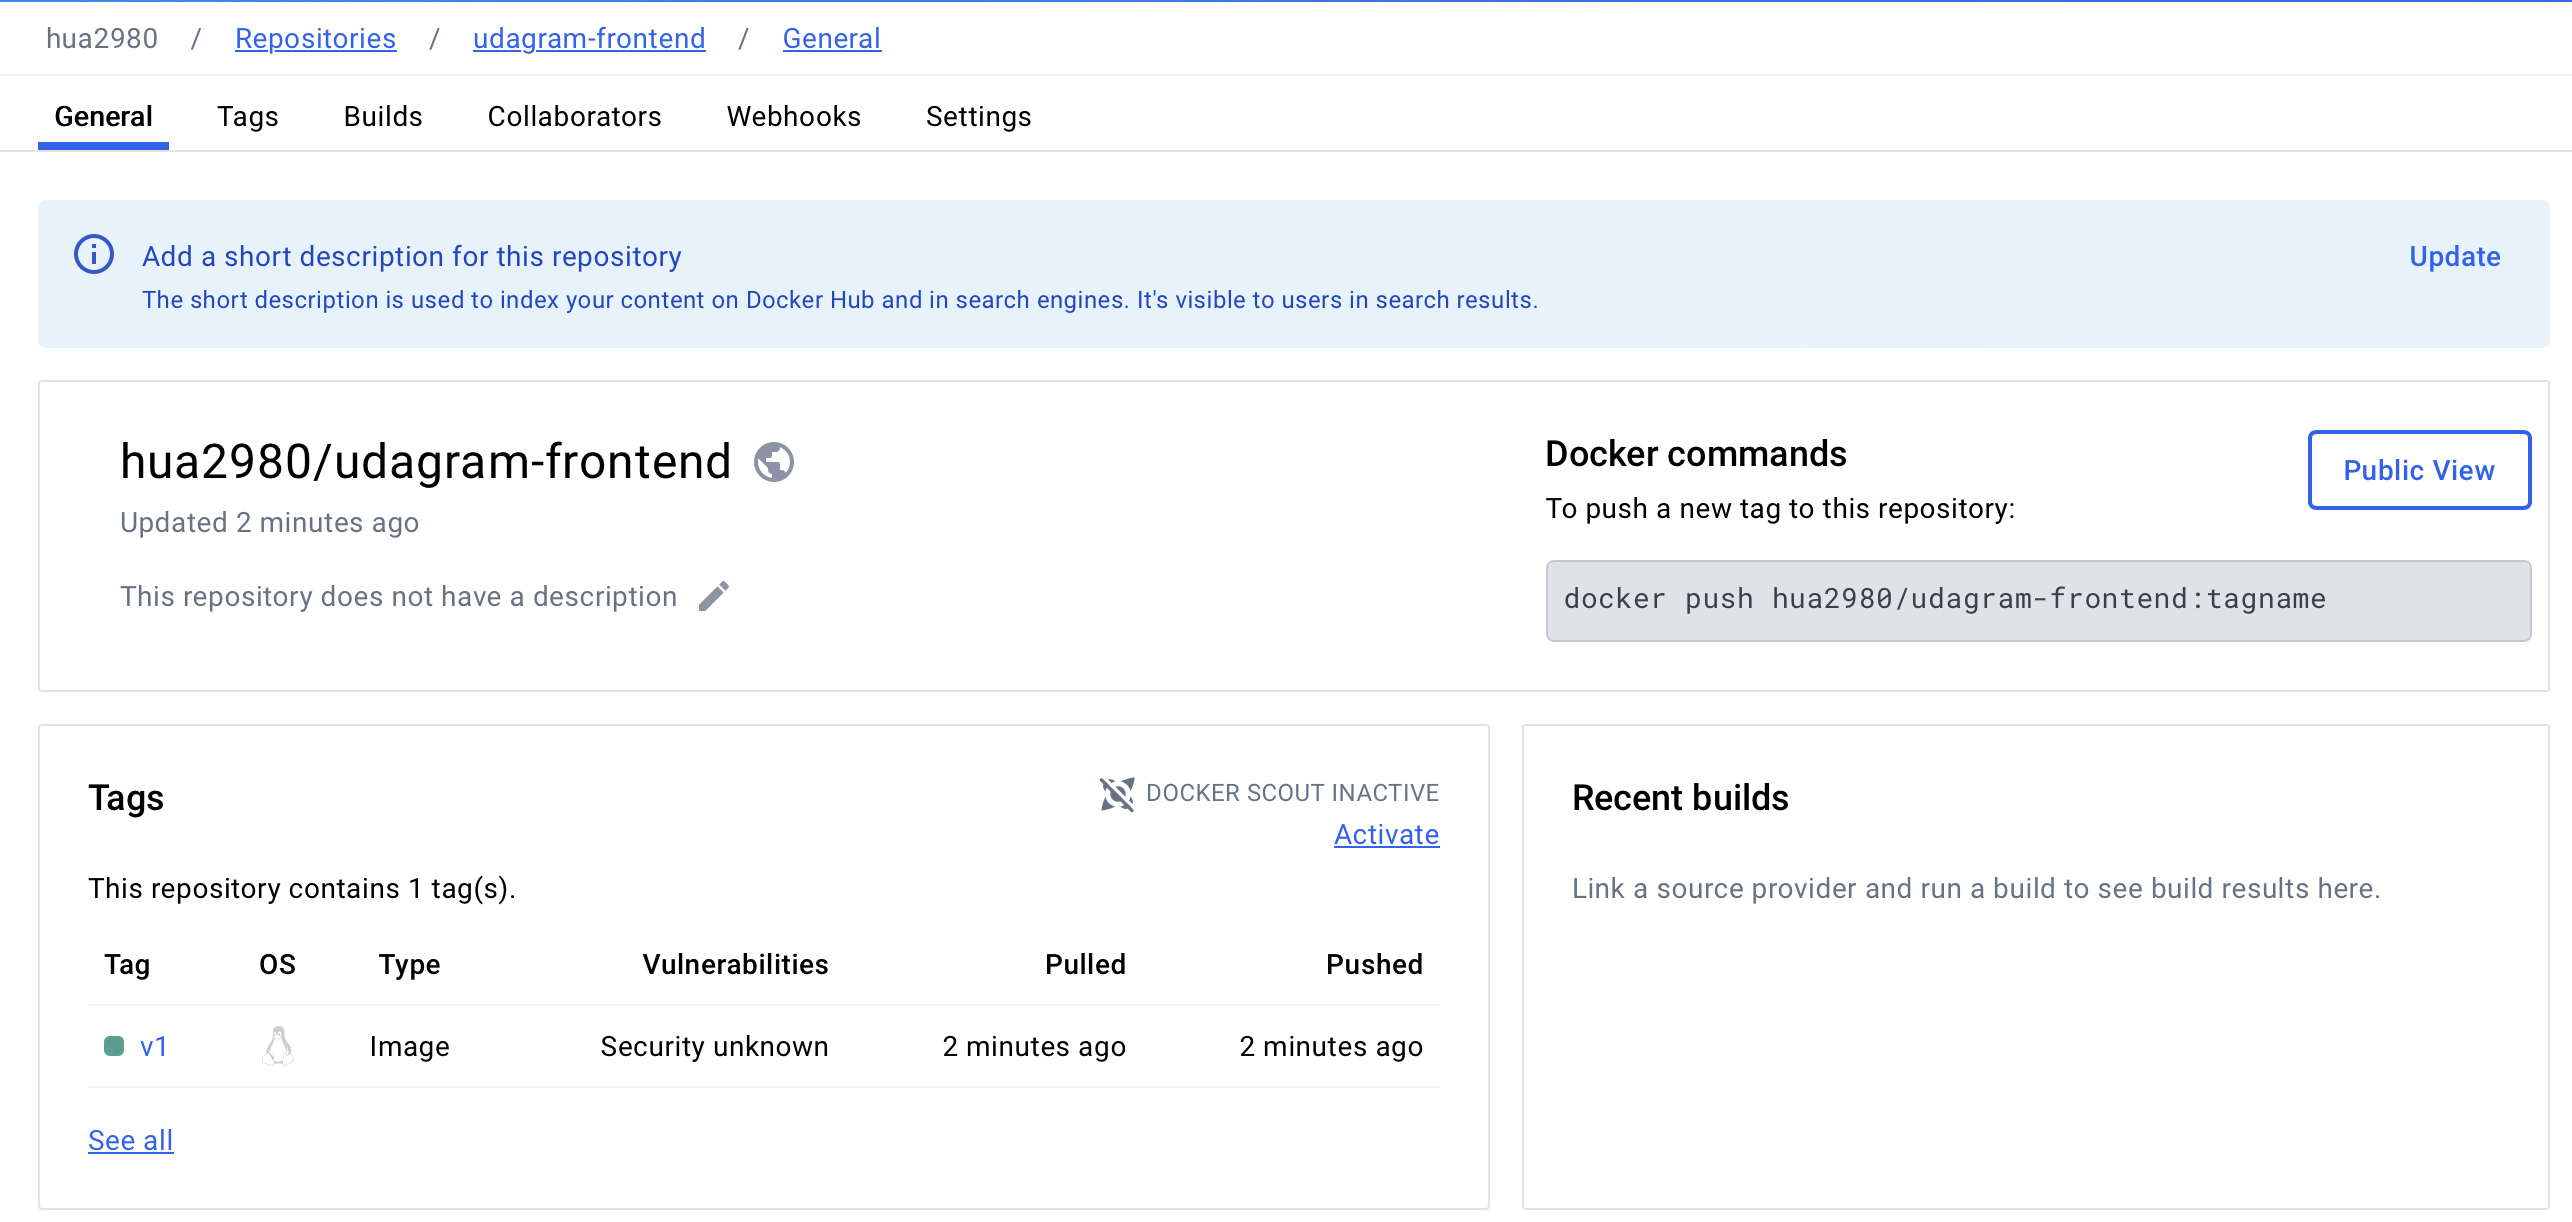 hua2980 / Repositories / udagram-frontend / General
General Tags Builds Collaborators Webhooks Settings
Add a short description for this repository
Update
The short description is used to index your content on Docker Hub and in search engines. It's visible to users in search results.
hua2980/udagram-frontend
Updated 2 minutes ago
This repository does not have a description
Docker commands
Public View
To push a new tag to this repository:
docker push hua2980/udagram-frontend:tagname
Tags
DOCKER SCOUT INACTIVE
Activate
This repository contains 1 tag(s).
Tag OS Type Vulnerabilities Pulled Pushed
v1 Image Security unknown 2 minutes ago 2 minutes ago
See all
Recent builds
Link a source provider and run a build to see build results here.